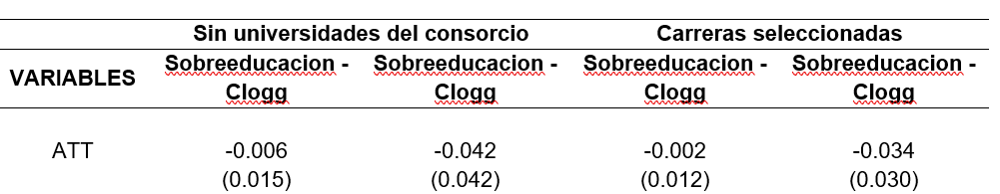 Sin universidades del consorcio Carreras seleccionadas
VARIABLES Sobreeducacion - Sobreeducacion - Sobreeducacion - Sobreeducacion -
Clogg Clogg Clogg Clogg
ATT -0.006 -0.042 -0.002 -0.034
(0.015) (0.042) (0.012) (0.030)